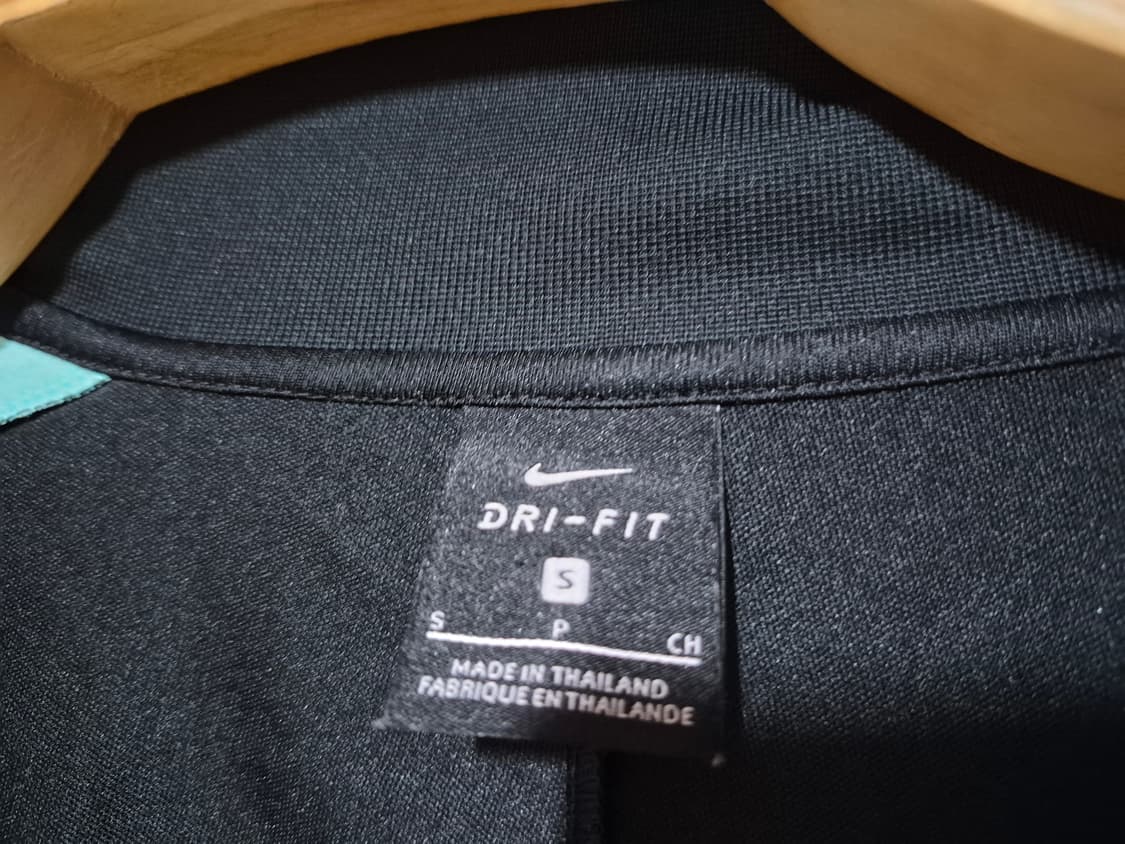 DRI-FIT
S
S P CH
MADE IN THAILAND
FABRIQUE EN THAILANDE